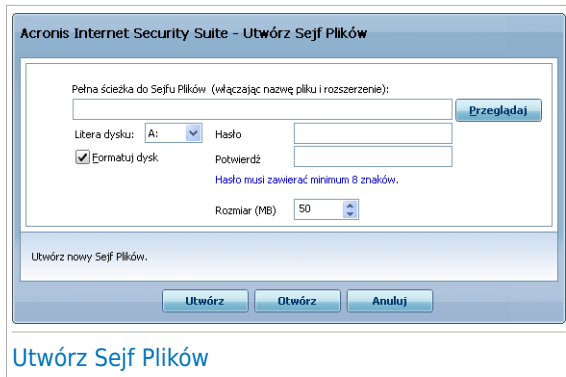 Acronis Internet Security Suite - Utwórz Sejf Plików
Pełna ścieżka do Sejfu Plików (włączając nazwę pliku i rozszerzenie):
Przeglądaj
Litera dysku: A: Hasło
Formatuj dysk Potwierdź
Hasło musi zawierać minimum 8 znaków.
Rozmiar (MB) 50
Utwórz nowy Sejf Plików.
Utwórz Otwórz Anuluj
Utwórz Sejf Plików